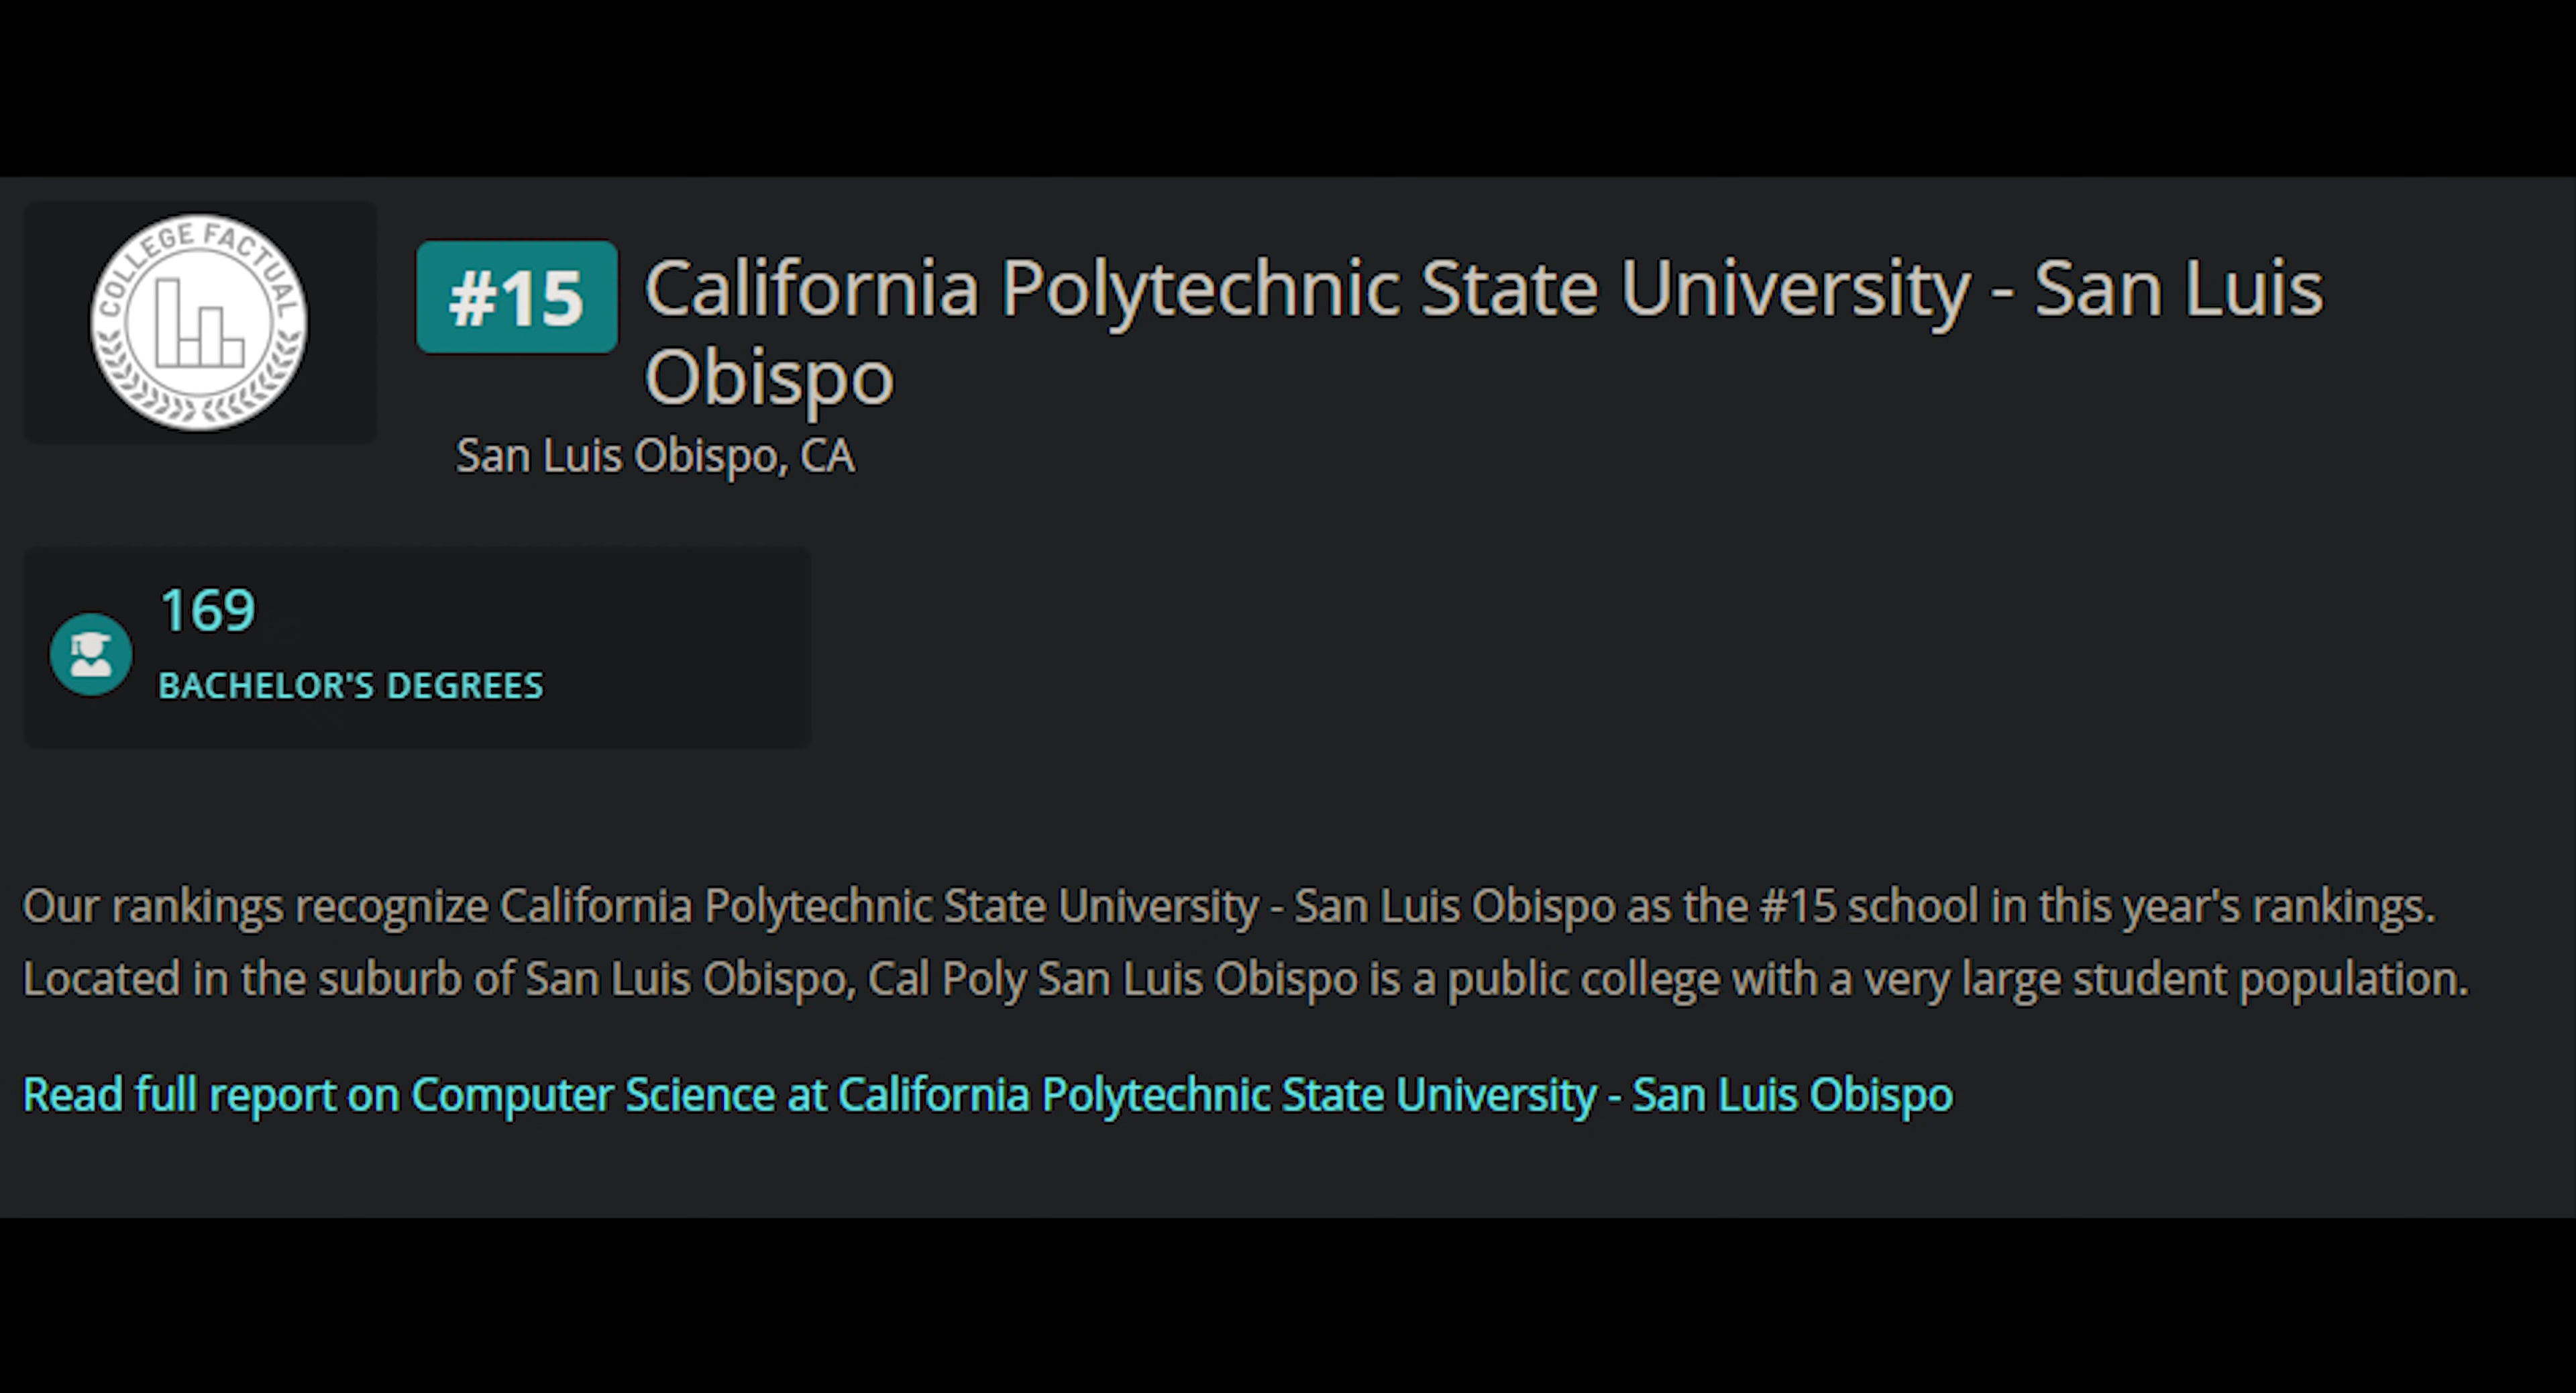 COLLEGE FACTUAL
#15 California Polytechnic State University - San Luis
Obispo
San Luis Obispo, CA
169
BACHELOR'S DEGREES
Our rankings recognize California Polytechnic State University - San Luis Obispo as the #15 school in this year's rankings.
Located in the suburb of San Luis Obispo, Cal Poly San Luis Obispo is a public college with a very large student population.
Read full report on Computer Science at California Polytechnic State University - San Luis Obispo